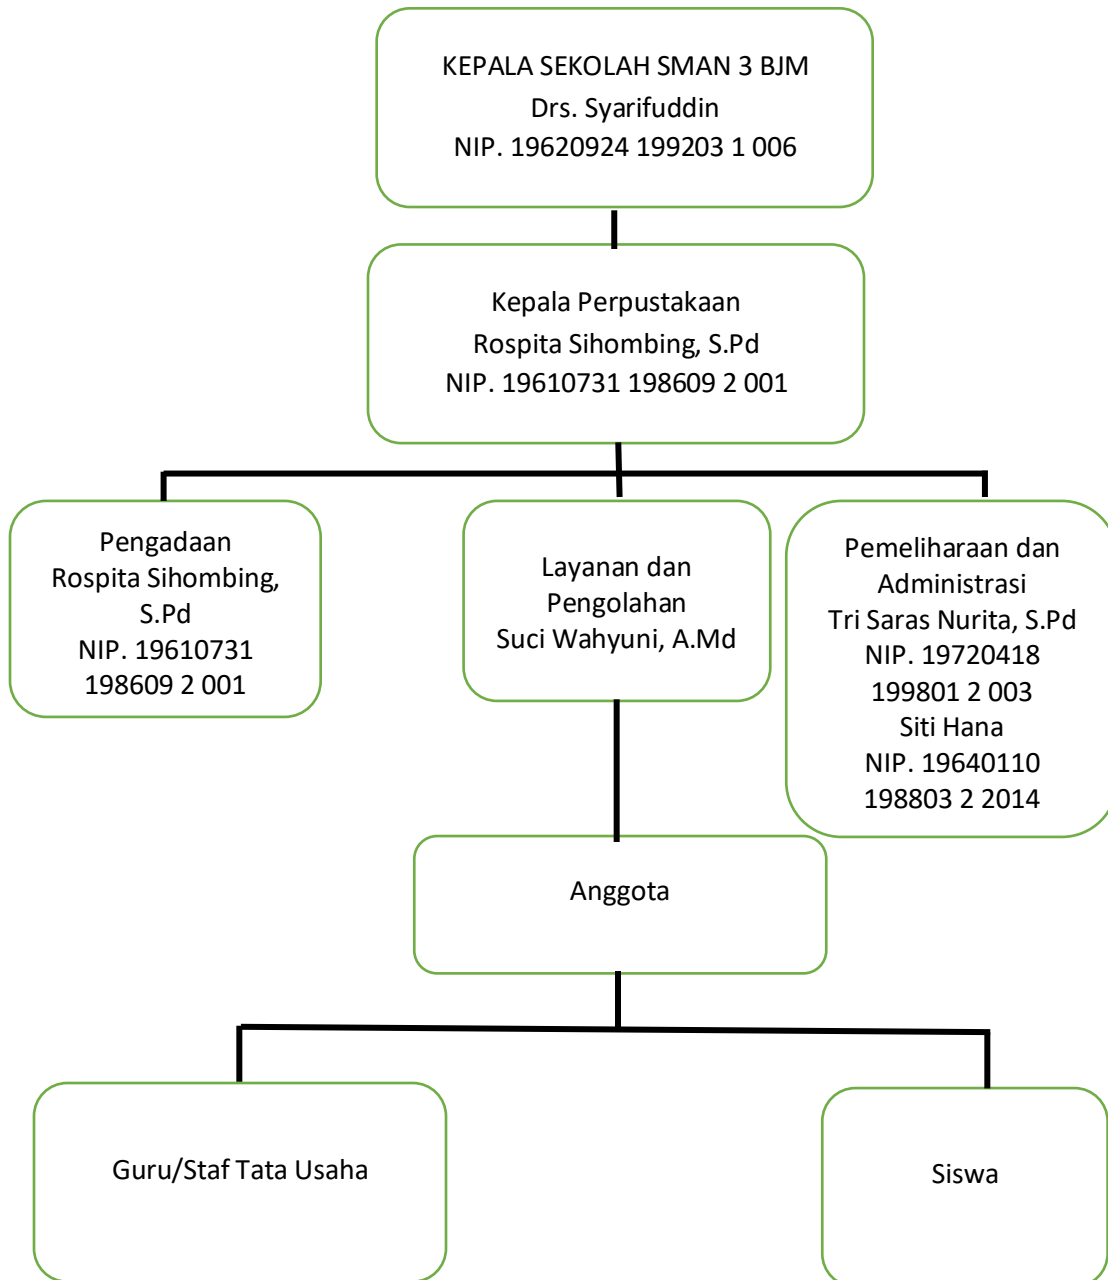 KEPALA SEKOLAH SMAN 3 BJM
Drs. Syarifuddin
NIP. 19620924 199203 1 006
Kepala Perpustakaan
Rospita Sihombing, S.Pd
NIP. 19610731 198609 2 001
Pengadaan
Rospita Sihombing,
S.Pd
NIP. 19610731
198609 2 001
Layanan dan
Pengolahan
Suci Wahyuni, A.Md
Pemeliharaan dan
Administrasi
Tri Saras Nurita, S.Pd
NIP. 19720418
199801 2 003
Siti Hana
NIP. 19640110
198803 2 2014
Anggota
Guru/Staf Tata Usaha
Siswa